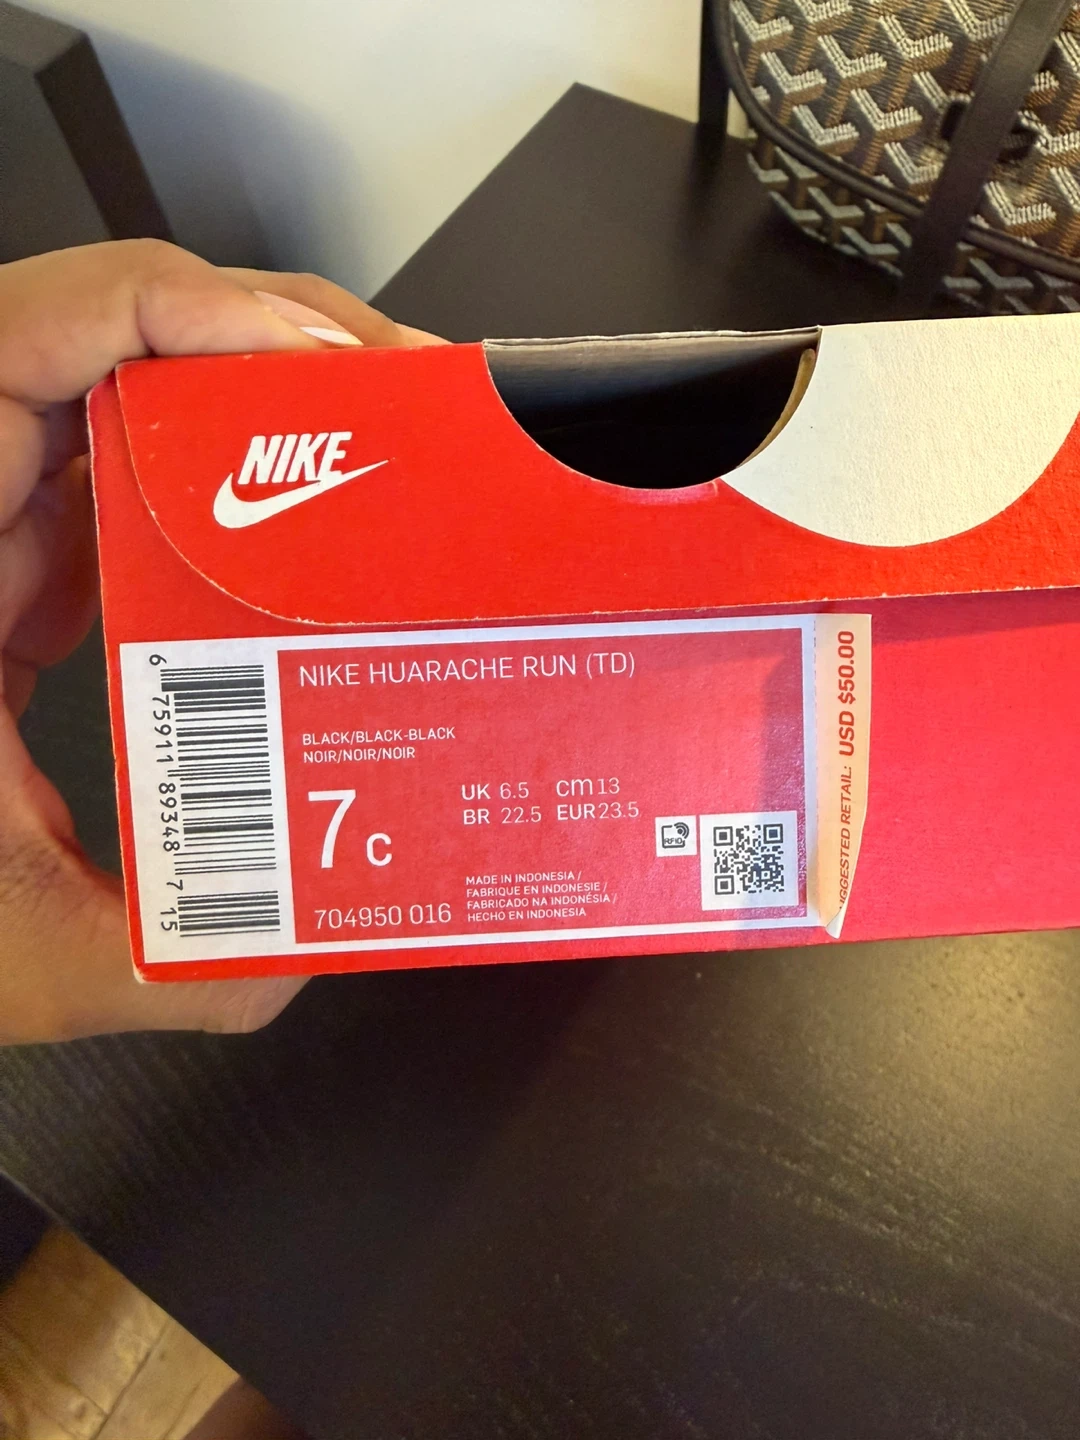 NIKE
NIKE HUARACHE RUN (TD)
BLACK/BLACK-BLACK
NOIR/NOIR/NOIR
7c
UK 6.5 cm 13
BR 22.5 EUR 23.5
RFID
MADE IN INDONESIA /
FABRIQUE EN INDONESIE /
FABRICADO NA INDONÉSIA /
HECHO EN INDONESIA
704950 016
6 75911 89348 7 15
RETAIL: USD $50.00